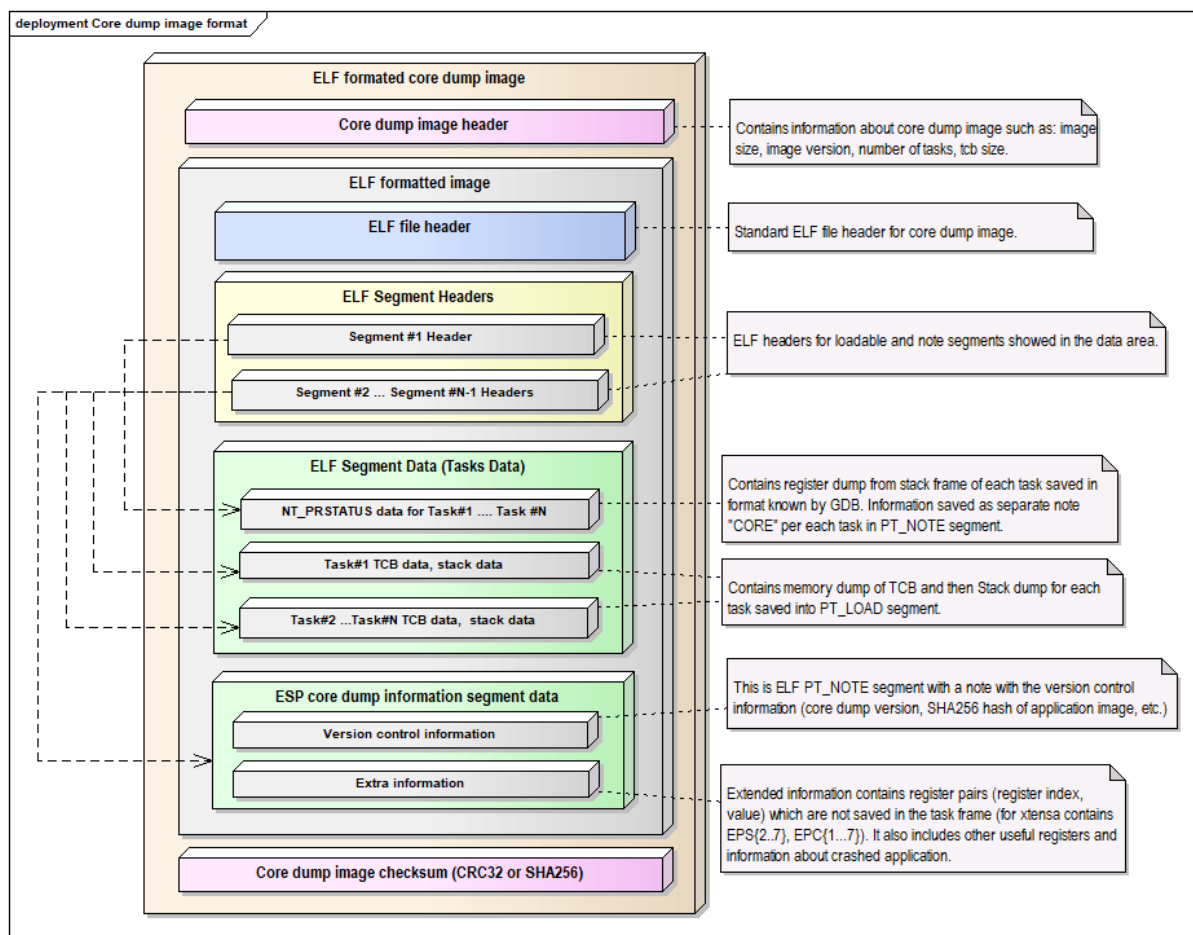 deployment Core dump image format
ELF formated core dump image
Core dump image header
Contains information about core dump image such as: image
size, image version, number of tasks, tcb size.
ELF formatted image
ELF file header
Standard ELF file header for core dump image.
ELF Segment Headers
Segment #1 Header
ELF headers for loadable and note segments showed in the data area.
Segment #2 ... Segment #N-1 Headers
ELF Segment Data (Tasks Data)
Contains register dump from stack frame of each task saved in
format known by GDB. Information saved as separate note
"CORE" per each task in PT_NOTE segment.
NT_PRSTATUS data for Task#1 .... Task #N
Task#1 TCB data, stack data
Contains memory dump of TCB and then Stack dump for each
task saved into PT_LOAD segment.
Task#2 ...Task#N TCB data, stack data
ESP core dump information segment data
This is ELF PT_NOTE segment with a note with the version control
information (core dump version, SHA256 hash of application image, etc.)
Version control information
Extra information
Extended information contains register pairs (register index,
value) which are not saved in the task frame (for xtensa contains
EPS{2..7}, EPC{1...7}). It also includes other useful registers and
information about crashed application.
Core dump image checksum (CRC32 or SHA256)